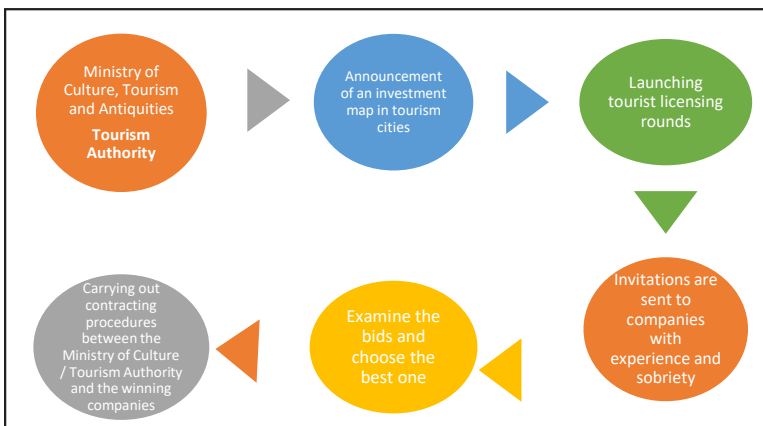 Ministry of
Culture, Tourism
and Antiquities
Tourism
Authority
Announcement
of an investment
map in tourism
cities
Launching
tourist licensing
rounds
Invitations are
sent to
companies
with
experience and
sobriety
Examine the
bids and
choose the
best one
Carrying out
contracting
procedures
between the
Ministry of Culture
/ Tourism Authority
and the winning
companies